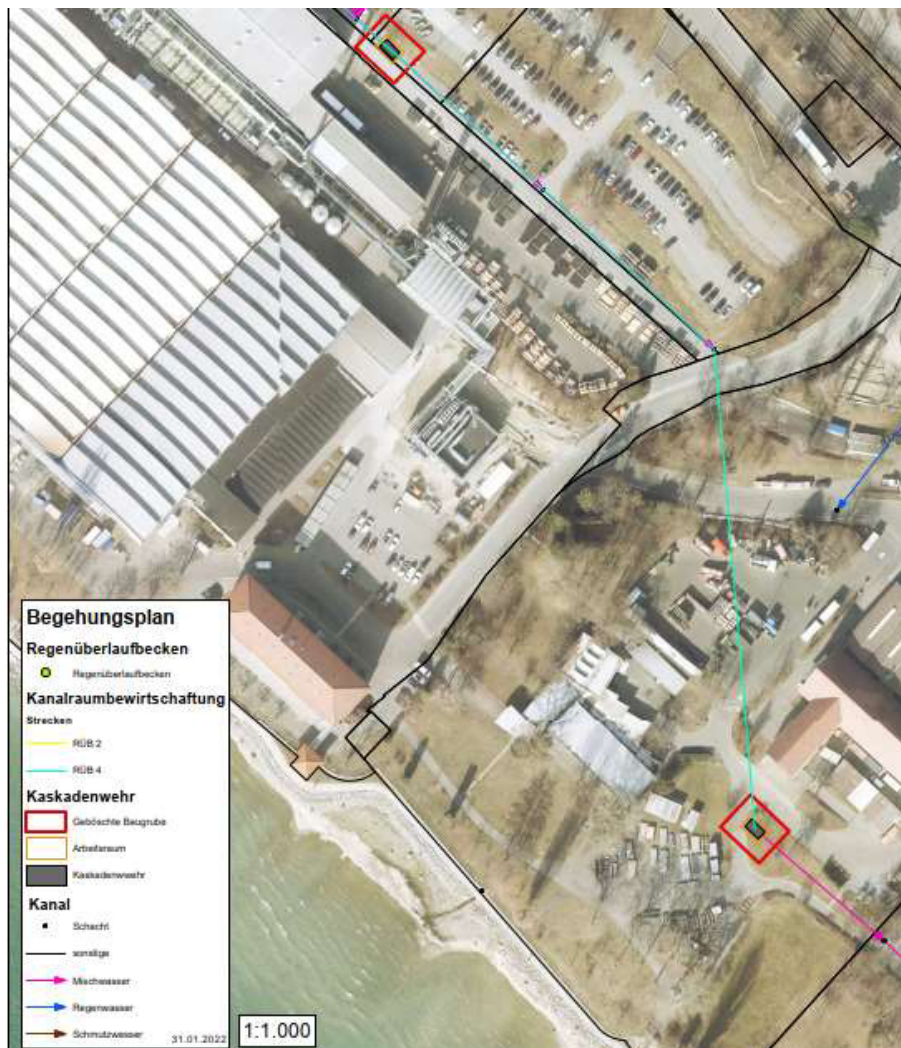 Begehungsplan
Regenüberlaufbecken
Regenüberlaufbecken
Kanalraumbewirtschaftung
Strecken
RÜB 2
RÜB 4
Kaskadenwehr
Geböschte Baugrube
Arbeitsraum
Kaskadenwwehr
Kanal
Schacht
sonstige
Mischwasser
Regenwasser
Schmutzwasser
31.01.2022
1:1.000